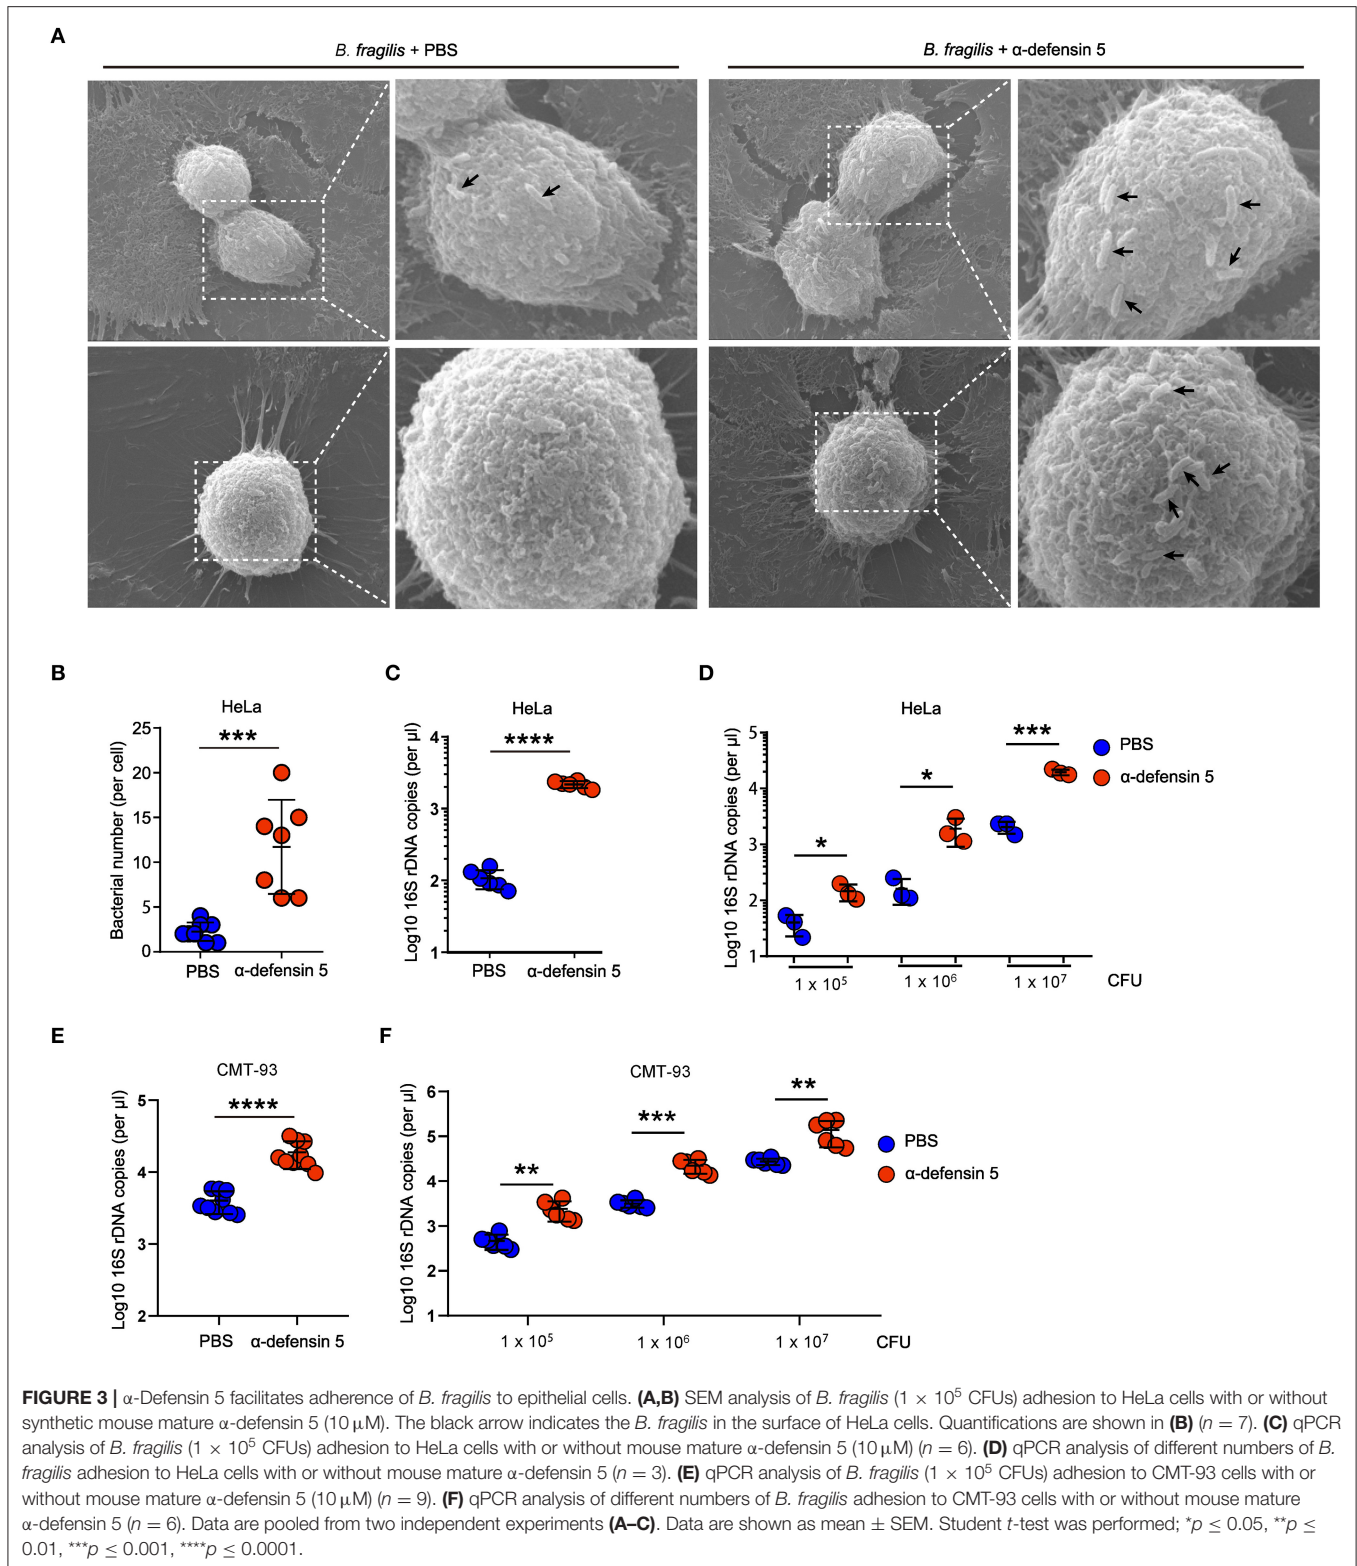 A
B. fragilis + PBS
B. fragilis + α-defensin 5
B
HeLa
Bacterial number (per cell)
25
20
15
10
5
0
***
PBS
α-defensin 5
C
HeLa
Log10 16S rDNA copies (per µl)
4
3
2
1
****
PBS
α-defensin 5
D
HeLa
Log10 16S rDNA copies (per µl)
5
4
3
2
1
*
*
***
PBS
α-defensin 5
1 x 10⁵
1 x 10⁶
1 x 10⁷
CFU
E
CMT-93
Log10 16S rDNA copies (per µl)
5
4
3
2
****
PBS
α-defensin 5
F
CMT-93
Log10 16S rDNA copies (per µl)
6
5
4
3
2
1
**
***
**
PBS
α-defensin 5
1 x 10⁵
1 x 10⁶
1 x 10⁷
CFU
FIGURE 3 | α-Defensin 5 facilitates adherence of B. fragilis to epithelial cells. (A,B) SEM analysis of B. fragilis (1 × 10⁵ CFUs) adhesion to HeLa cells with or without
synthetic mouse mature α-defensin 5 (10 µM). The black arrow indicates the B. fragilis in the surface of HeLa cells. Quantifications are shown in (B) (n = 7). (C) qPCR
analysis of B. fragilis (1 × 10⁵ CFUs) adhesion to HeLa cells with or without mouse mature α-defensin 5 (10 µM) (n = 6). (D) qPCR analysis of different numbers of B.
fragilis adhesion to HeLa cells with or without mouse mature α-defensin 5 (n = 3). (E) qPCR analysis of B. fragilis (1 × 10⁵ CFUs) adhesion to CMT-93 cells with or
without mouse mature α-defensin 5 (10 µM) (n = 9). (F) qPCR analysis of different numbers of B. fragilis adhesion to CMT-93 cells with or without mouse mature
α-defensin 5 (n = 6). Data are pooled from two independent experiments (A–C). Data are shown as mean ± SEM. Student t-test was performed; *p ≤ 0.05, **p ≤
0.01, ***p ≤ 0.001, ****p ≤ 0.0001.